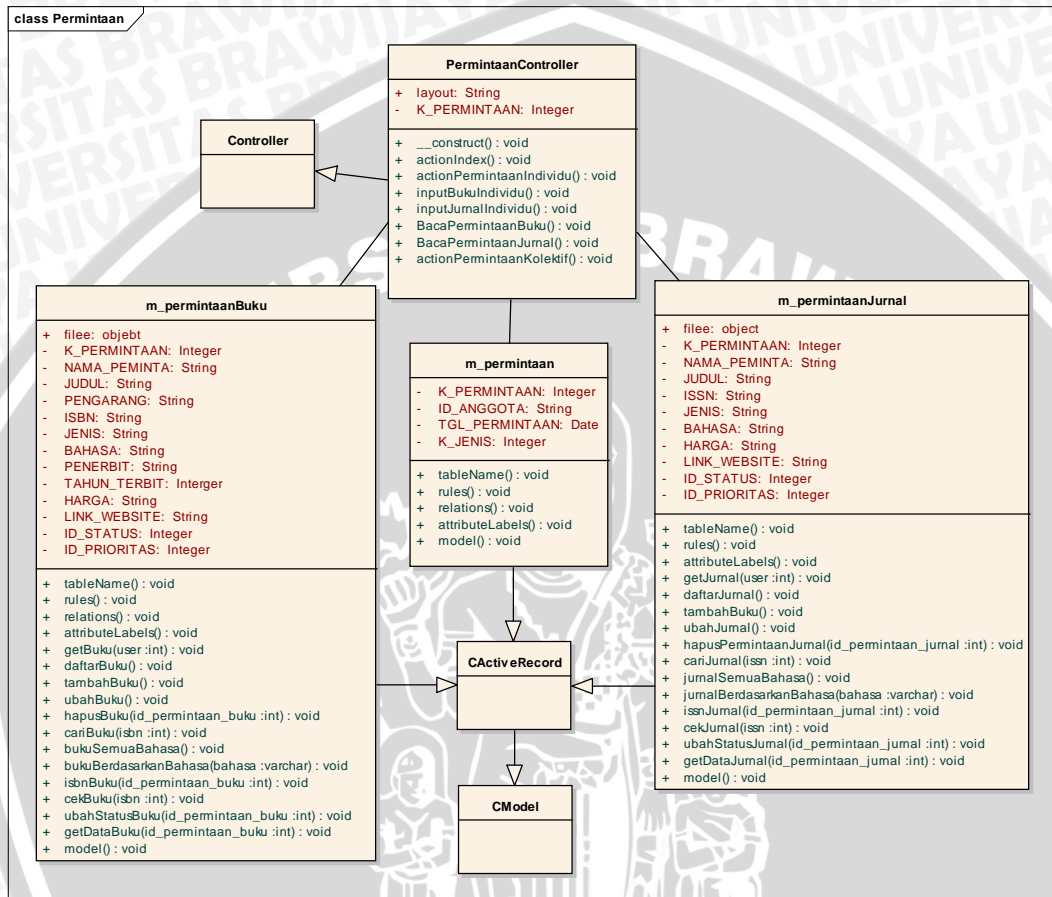 class Permintaan
PermintaanController
+ layout: String
- K_PERMINTAAN: Integer
+ __construct() : void
+ actionIndex() : void
+ actionPermintaanIndividu() : void
+ inputBukuIndividu() : void
+ inputJurnalIndividu() : void
+ BacaPermintaanBuku() : void
+ BacaPermintaanJurnal() : void
+ actionPermintaanKolektif() : void
Controller
m_permintaanBuku
+ filee: objebt
- K_PERMINTAAN: Integer
- NAMA_PEMINTA: String
- JUDUL: String
- PENGARANG: String
- ISBN: String
- JENIS: String
- BAHASA: String
- PENERBIT: String
- TAHUN_TERBIT: Interger
- HARGA: String
- LINK_WEBSITE: String
- ID_STATUS: Integer
- ID_PRIORITAS: Integer
+ tableName() : void
+ rules() : void
+ relations() : void
+ attributeLabels() : void
+ getBuku(user :int) : void
+ daftarBuku() : void
+ tambahBuku() : void
+ ubahBuku() : void
+ hapusBuku(id_permintaan_buku :int) : void
+ cariBuku(isbn :int) : void
+ bukuSemuaBahasa() : void
+ bukuBerdasarkanBahasa(bahasa :varchar) : void
+ isbnBuku(id_permintaan_buku :int) : void
+ cekBuku(isbn :int) : void
+ ubahStatusBuku(id_permintaan_buku :int) : void
+ getDataBuku(id_permintaan_buku :int) : void
+ model() : void
m_permintaan
- K_PERMINTAAN: Integer
- ID_ANGGOTA: String
- TGL_PERMINTAAN: Date
- K_JENIS: Integer
+ tableName() : void
+ rules() : void
+ relations() : void
+ attributeLabels() : void
+ model() : void
m_permintaanJurnal
+ filee: object
- K_PERMINTAAN: Integer
- NAMA_PEMINTA: String
- JUDUL: String
- ISSN: String
- JENIS: String
- BAHASA: String
- HARGA: String
- LINK_WEBSITE: String
- ID_STATUS: Integer
- ID_PRIORITAS: Integer
+ tableName() : void
+ rules() : void
+ attributeLabels() : void
+ getJurnal(user :int) : void
+ daftarJurnal() : void
+ tambahBuku() : void
+ ubahJurnal() : void
+ hapusPermintaanJurnal(id_permintaan_jurnal :int) : void
+ cariJurnal(issn :int) : void
+ jurnalSemuaBahasa() : void
+ jurnalBerdasarkanBahasa(bahasa :varchar) : void
+ issnJurnal(id_permintaan_jurnal :int) : void
+ cekJurnal(issn :int) : void
+ ubahStatusJurnal(id_permintaan_jurnal :int) : void
+ getDataJurnal(id_permintaan_jurnal :int) : void
+ model() : void
CActiveRecord
CModel